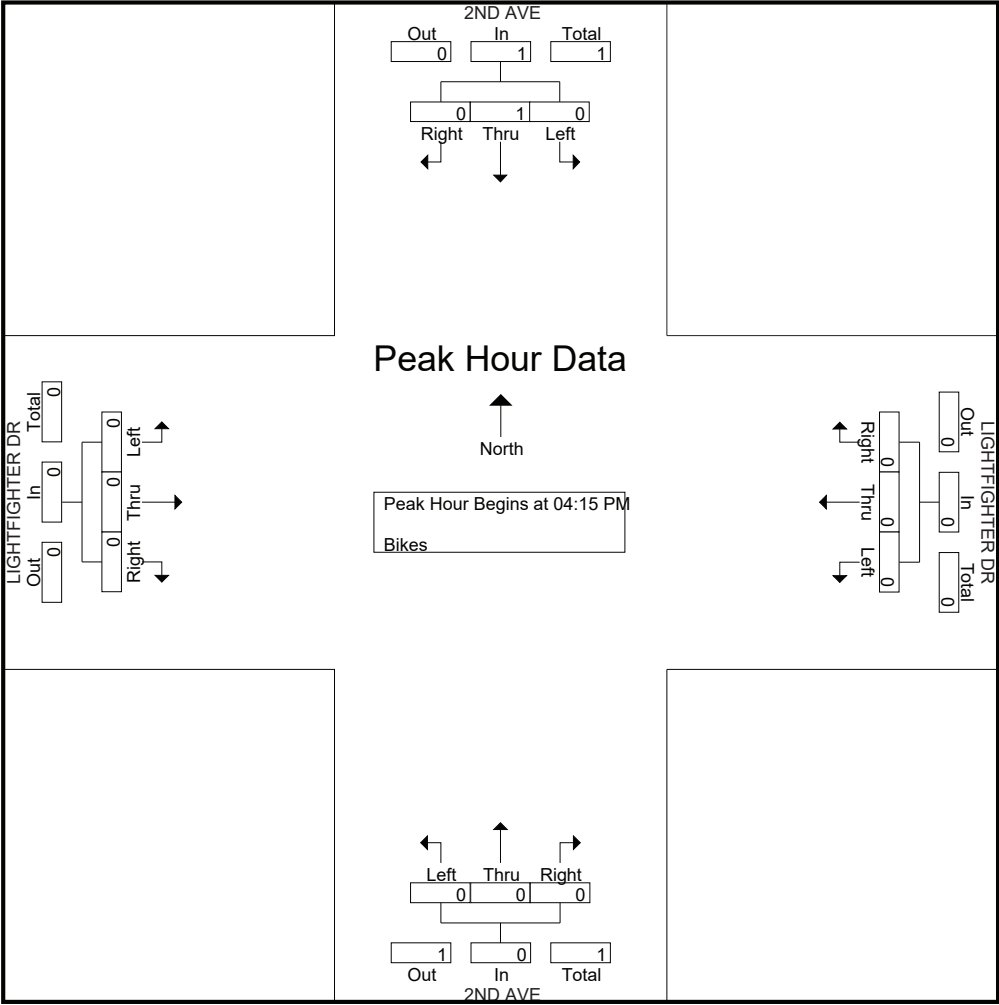 2ND AVE
Out In Total
0 1 1
0 1 0
Right Thru Left
Peak Hour Data
North
Peak Hour Begins at 04:15 PM
Bikes
LIGHTFIGHTER DR
Out In Total
0 0 0
Right Thru Left
0 0 0
LIGHTFIGHTER DR
Total In Out
0 0 0
Left Thru Right
0 0 0
Left Thru Right
0 0 0
1 0 1
Out In Total
2ND AVE